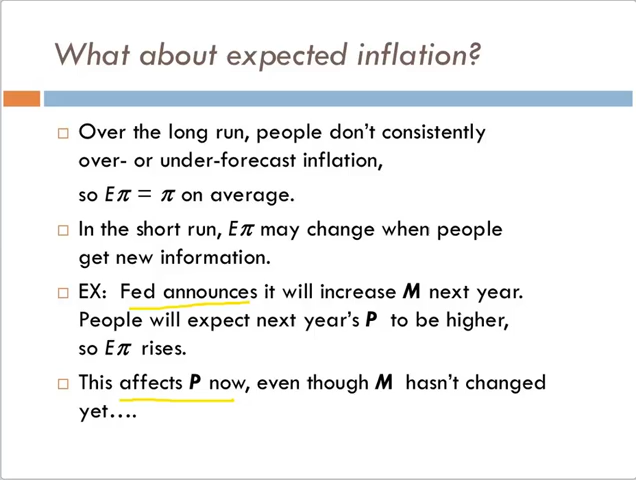 What about expected inflation?
Over the long run, people don't consistently
over- or under-forecast inflation,
so Eπ = π on average.
In the short run, Eπ may change when people
get new information.
EX: Fed announces it will increase M next year.
People will expect next year's P to be higher,
so Eπ rises.
This affects P now, even though M hasn't changed
yet….